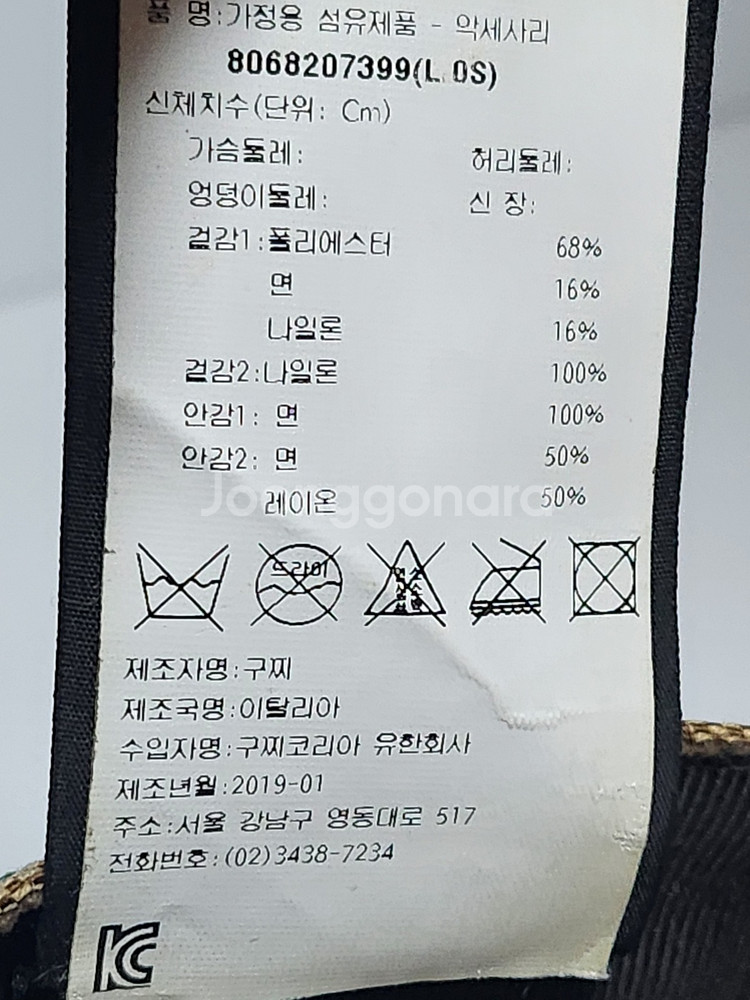 품 명:가정용 섬유제품 - 악세사리
8068207399(L.0S)
신체치수(단위: Cm)
가슴둘레: 허리둘레:
엉덩이둘레: 신 장:
겉감1:폴리에스터 68%
면 16%
나일론 16%
겉감2:나일론 100%
안감1: 면 100%
안감2: 면 50%
레이온 50%
Joonggonara
드라이
제조자명:구찌
제조국명:이탈리아
수입자명:구찌코리아 유한회사
제조년월:2019-01
주소:서울 강남구 영동대로 517
전화번호:(02)3438-7234
KC